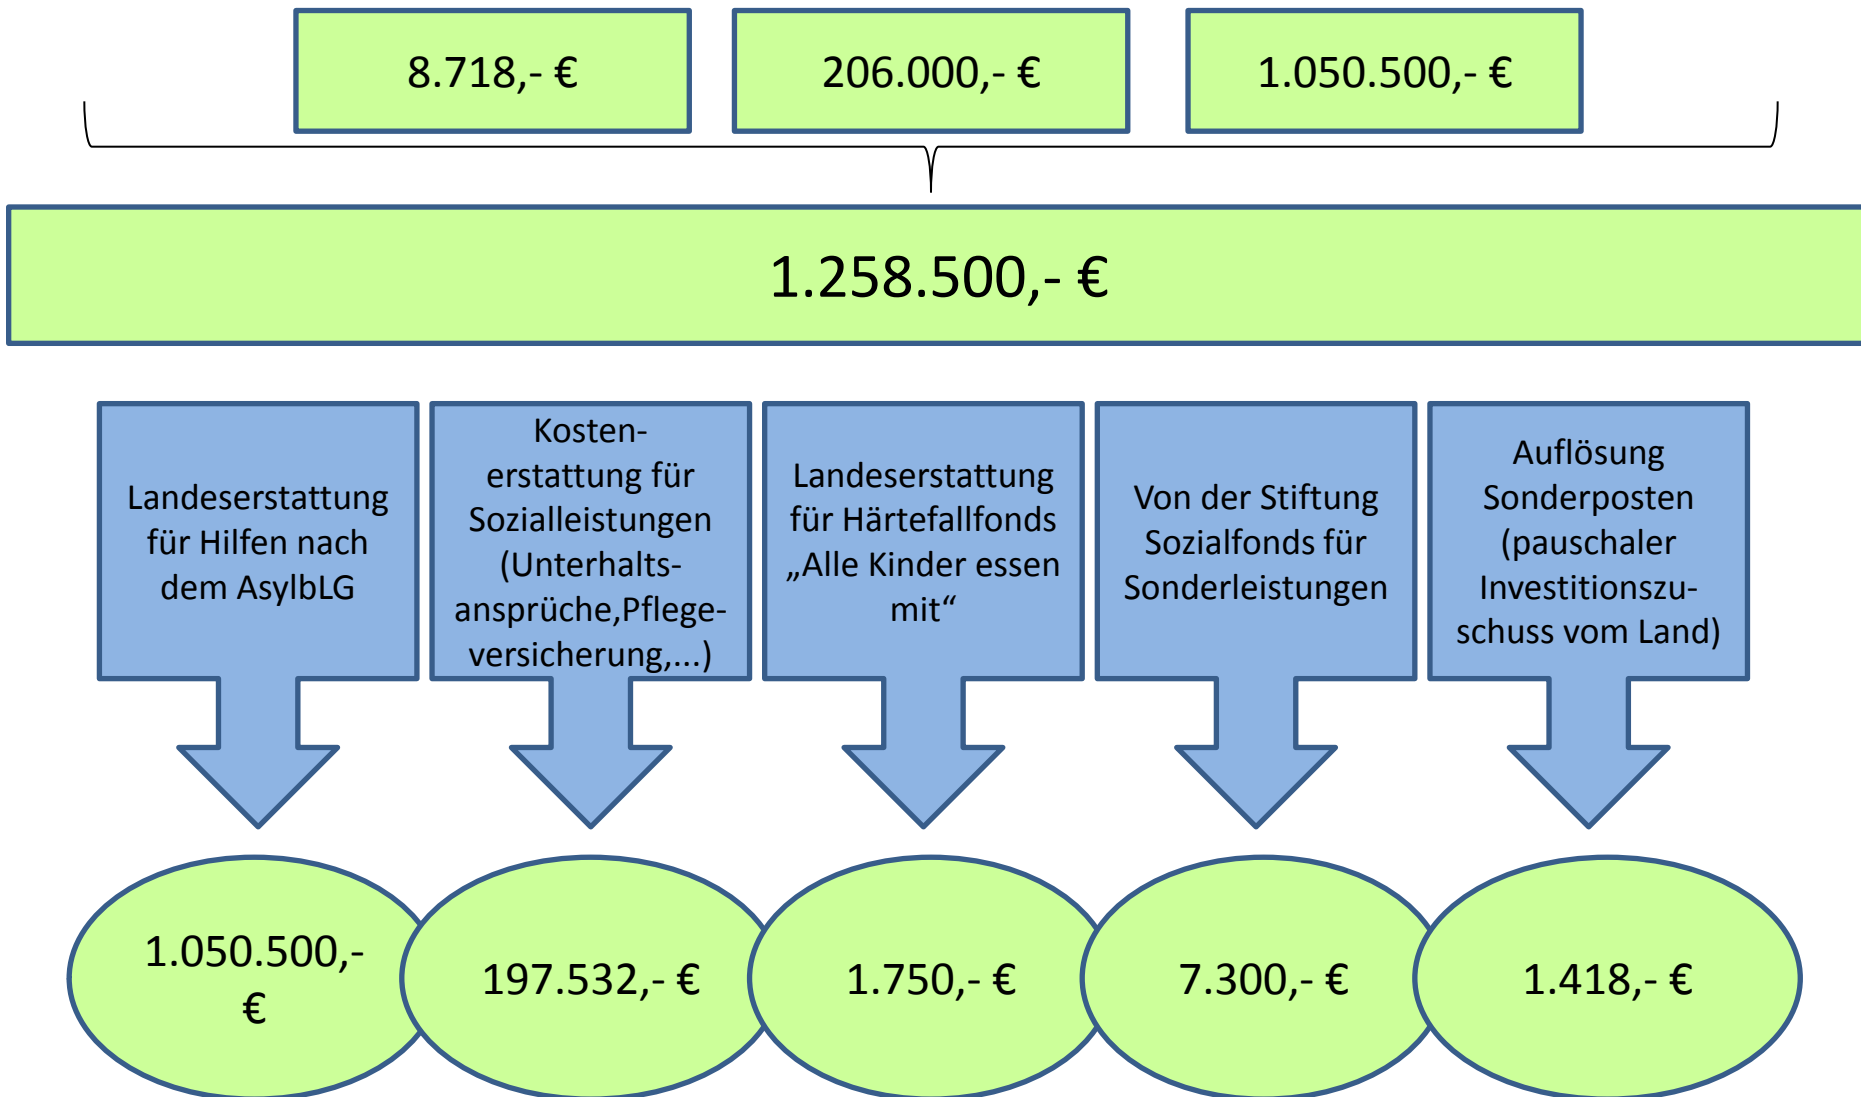 8.718,- €
206.000,- €
1.050.500,- €
1.258.500,- €
Landeserstattung
für Hilfen nach
dem AsylbLG
Kosten-
erstattung für
Sozialleistungen
(Unterhalts-
ansprüche,Pflege-
versicherung,...)
Landeserstattung
für Härtefallfonds
„Alle Kinder essen
mit“
Von der Stiftung
Sozialfonds für
Sonderleistungen
Auflösung
Sonderposten
(pauschaler
Investitionszu-
schuss vom Land)
1.050.500,-
€
197.532,- €
1.750,- €
7.300,- €
1.418,- €